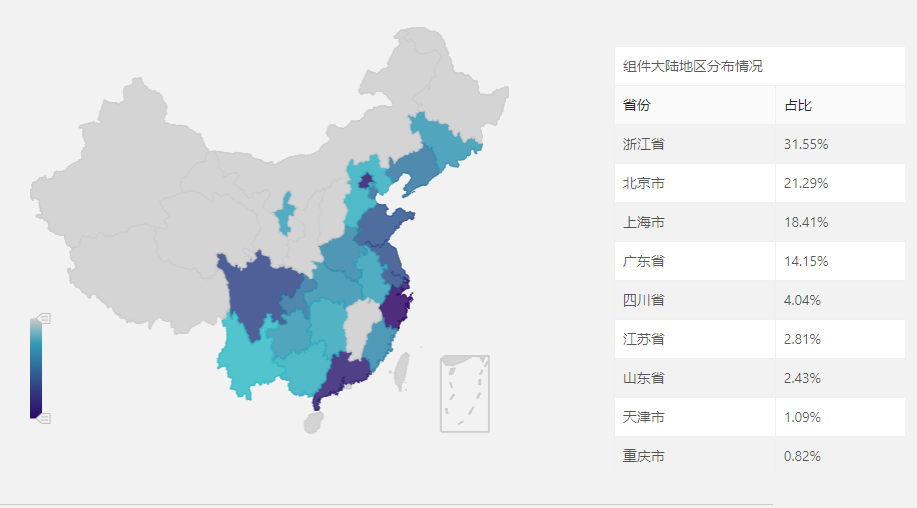 组件大陆地区分布情况
省份 占比
浙江省 31.55%
北京市 21.29%
上海市 18.41%
广东省 14.15%
四川省 4.04%
江苏省 2.81%
山东省 2.43%
天津市 1.09%
重庆市 0.82%